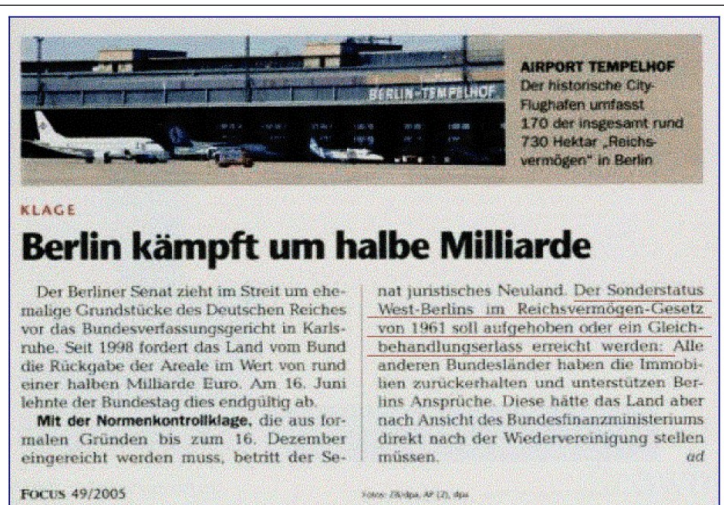 BERLIN-TEMPELHOF
AIRPORT TEMPELHOF
Der historische City-
Flughafen umfasst
170 der insgesamt rund
730 Hektar „Reichs-
vermögen“ in Berlin
KLAGE
Berlin kämpft um halbe Milliarde
Der Berliner Senat zieht im Streit um ehe-
malige Grundstücke des Deutschen Reiches
vor das Bundesverfassungsgericht in Karls-
ruhe. Seit 1998 fordert das Land vom Bund
die Rückgabe der Areale im Wert von rund
einer halben Milliarde Euro. Am 16. Juni
lehnte der Bundestag dies endgültig ab.
Mit der Normenkontrollklage, die aus for-
malen Gründen bis zum 16. Dezember
eingereicht werden muss, betritt der Se-
nat juristisches Neuland. Der Sonderstatus
West-Berlins im Reichsvermögen-Gesetz
von 1961 soll aufgehoben oder ein Gleich-
behandlungserlass erreicht werden: Alle
anderen Bundesländer haben die Immobi-
lien zurückerhalten und unterstützen Ber-
lins Ansprüche. Diese hätte das Land aber
nach Ansicht des Bundesfinanzministeriums
direkt nach der Wiedervereinigung stellen
müssen. ad
FOCUS 49/2005
Fotos: ZB/dpa, AP (2), dpa